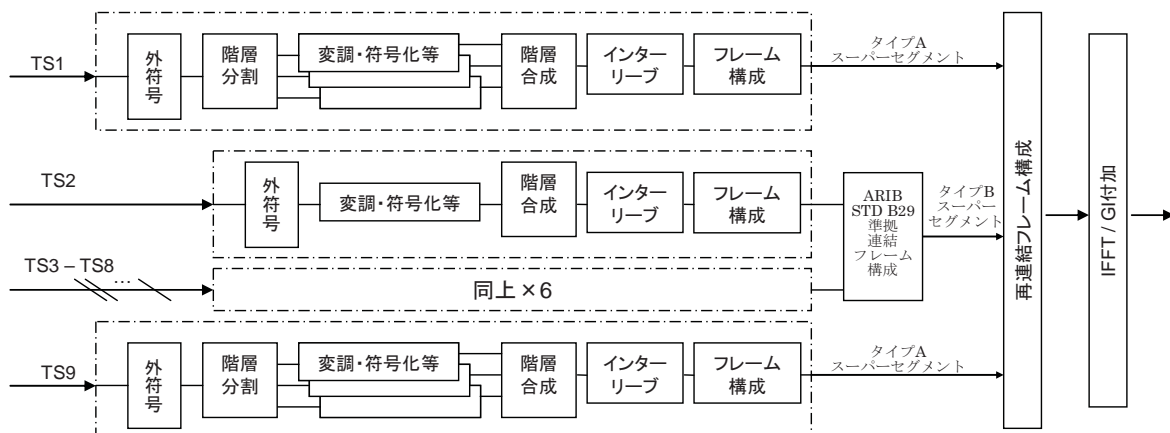 TS1
外
符
号
階層
分割
変調・符号化等
階層
合成
インター
リーブ
フレーム
構成
タイプA
スーパーセグメント
TS2
外
符
号
変調・符号化等
階層
合成
インター
リーブ
フレーム
構成
ARIB
STD B29
準拠
連結
フレーム
構成
タイプB
スーパー
セグメント
TS3 – TS8
…
同上×6
TS9
外
符
号
階層
分割
変調・符号化等
階層
合成
インター
リーブ
フレーム
構成
タイプA
スーパーセグメント
再連結フレーム構成
IFFT / GI付加